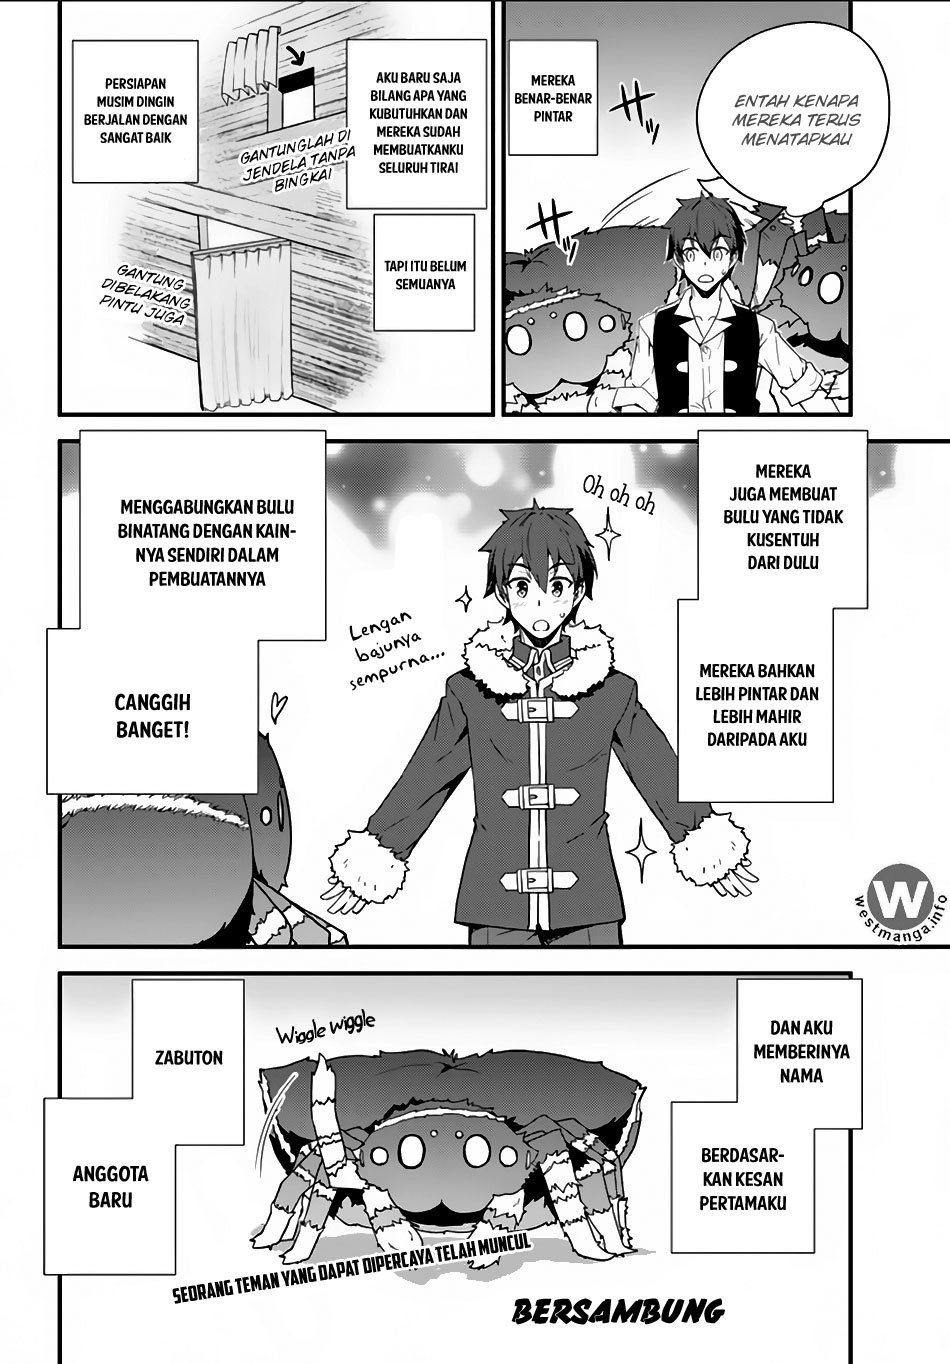 ENTAH KENAPA
MEREKA TERUS
MENATAPKAU
MEREKA
BENAR-BENAR
PINTAR
AKU BARU SAJA
BILANG APA YANG
KUBUTUHKAN DAN
MEREKA SUDAH
MEMBUATKANKU
SELURUH TIRAI
GANTUNGLAH DI
JENDELA TANPA
BINGKAI
TAPI ITU BELUM
SEMUANYA
PERSIAPAN
MUSIM DINGIN
BERJALAN DENGAN
SANGAT BAIK
GANTUNG
DIBELAKANG
PINTU JUGA
MEREKA
JUGA MEMBUAT
BULU YANG TIDAK
KUSENTUH
DARI DULU
MEREKA BAHKAN
LEBIH PINTAR DAN
LEBIH MAHIR
DARIPADA AKU
Oh oh oh
Lengan
bajunya
sempurna...
MENGGABUNGKAN BULU
BINATANG DENGAN KAIN-
NYA SENDIRI DALAM
PEMBUATANNYA
CANGGIH
BANGET!
W
westmanga.info
DAN AKU
MEMBERINYA
NAMA
BERDASAR-
KAN KESAN
PERTAMAKU
Wiggle wiggle
ZABUTON
ANGGOTA
BARU
SEORANG TEMAN YANG DAPAT DIPERCAYA TELAH MUNCUL
BERSAMBUNG